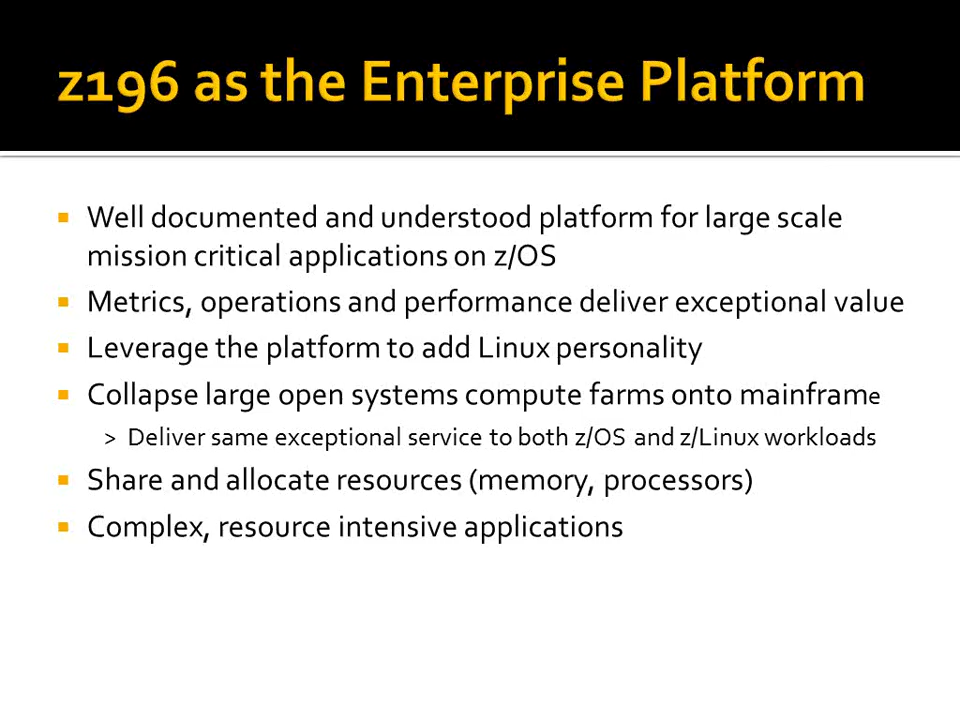 z196 as the Enterprise Platform
Well documented and understood platform for large scale
mission critical applications on z/OS
Metrics, operations and performance deliver exceptional value
Leverage the platform to add Linux personality
Collapse large open systems compute farms onto mainframe
> Deliver same exceptional service to both z/OS and z/Linux workloads
Share and allocate resources (memory, processors)
Complex, resource intensive applications